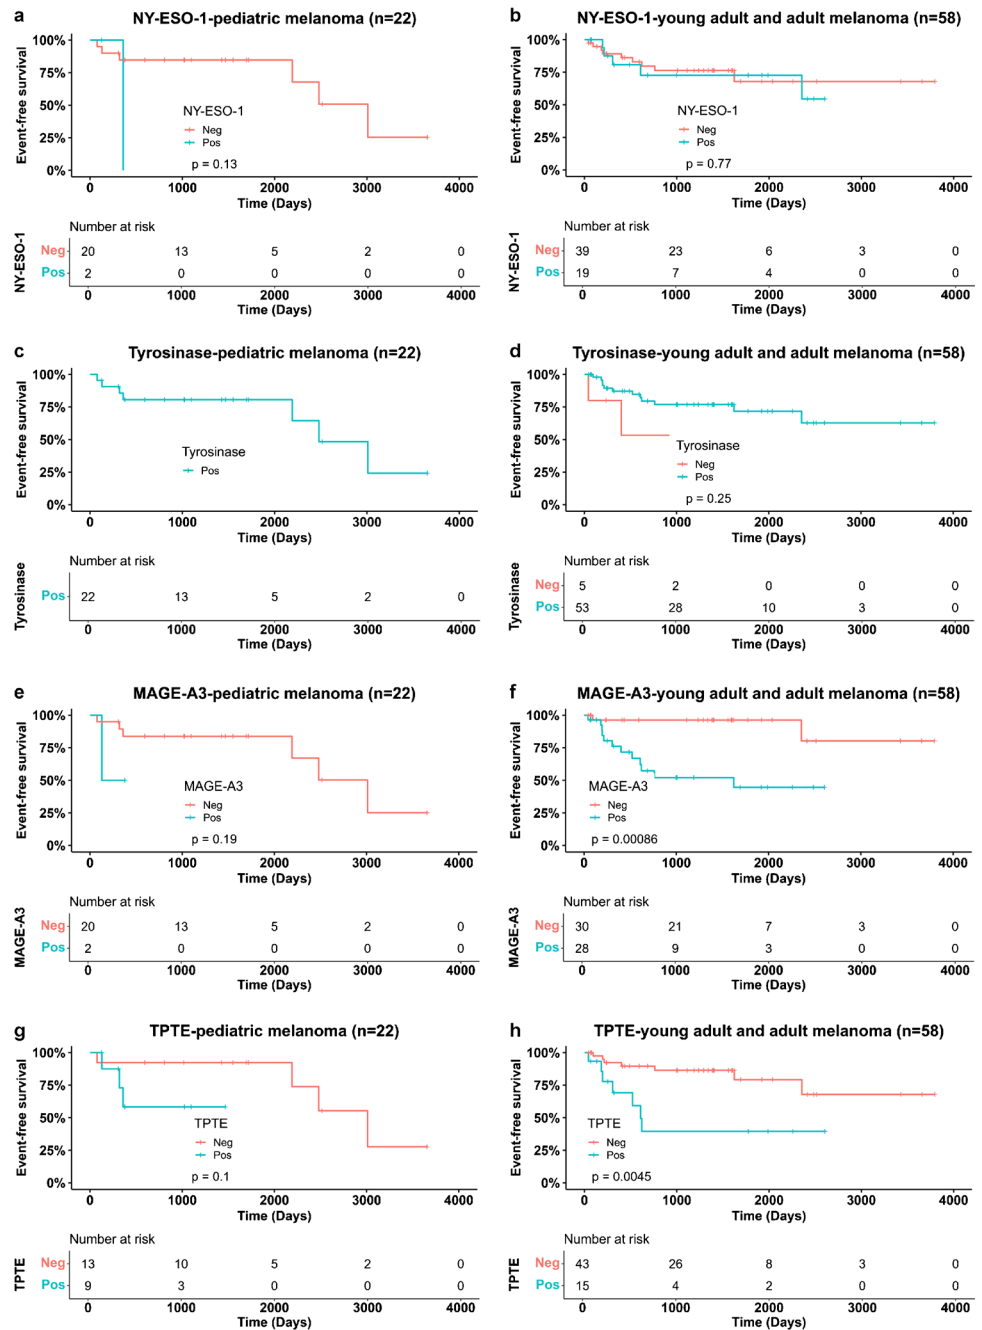 a
NY-ESO-1-pediatric melanoma (n=22)
100%
75%
50%
25%
0%
Event-free survival
NY-ESO-1
Neg
Pos
p = 0.13
0 1000 2000 3000 4000
Time (Days)
Number at risk
NY-ESO-1
Neg 20 13 5 2 0
Pos 2 0 0 0 0
0 1000 2000 3000 4000
Time (Days)
b
NY-ESO-1-young adult and adult melanoma (n=58)
100%
75%
50%
25%
0%
Event-free survival
NY-ESO-1
Neg
Pos
p = 0.77
0 1000 2000 3000 4000
Time (Days)
Number at risk
NY-ESO-1
Neg 39 23 6 3 0
Pos 19 7 4 0 0
0 1000 2000 3000 4000
Time (Days)
c
Tyrosinase-pediatric melanoma (n=22)
100%
75%
50%
25%
0%
Event-free survival
Tyrosinase
Pos
0 1000 2000 3000 4000
Time (Days)
Number at risk
Tyrosinase
Pos 22 13 5 2 0
0 1000 2000 3000 4000
Time (Days)
d
Tyrosinase-young adult and adult melanoma (n=58)
100%
75%
50%
25%
0%
Event-free survival
Tyrosinase
Neg
Pos
p = 0.25
0 1000 2000 3000 4000
Time (Days)
Number at risk
Tyrosinase
Neg 5 2 0 0 0
Pos 53 28 10 3 0
0 1000 2000 3000 4000
Time (Days)
e
MAGE-A3-pediatric melanoma (n=22)
100%
75%
50%
25%
0%
Event-free survival
MAGE-A3
Neg
Pos
p = 0.19
0 1000 2000 3000 4000
Time (Days)
Number at risk
MAGE-A3
Neg 20 13 5 2 0
Pos 2 0 0 0 0
0 1000 2000 3000 4000
Time (Days)
f
MAGE-A3-young adult and adult melanoma (n=58)
100%
75%
50%
25%
0%
Event-free survival
MAGE-A3
Neg
Pos
p = 0.00086
0 1000 2000 3000 4000
Time (Days)
Number at risk
MAGE-A3
Neg 30 21 7 3 0
Pos 28 9 3 0 0
0 1000 2000 3000 4000
Time (Days)
g
TPTE-pediatric melanoma (n=22)
100%
75%
50%
25%
0%
Event-free survival
TPTE
Neg
Pos
p = 0.1
0 1000 2000 3000 4000
Time (Days)
Number at risk
TPTE
Neg 13 10 5 2 0
Pos 9 3 0 0 0
0 1000 2000 3000 4000
Time (Days)
h
TPTE-young adult and adult melanoma (n=58)
100%
75%
50%
25%
0%
Event-free survival
TPTE
Neg
Pos
p = 0.0045
0 1000 2000 3000 4000
Time (Days)
Number at risk
TPTE
Neg 43 26 8 3 0
Pos 15 4 2 0 0
0 1000 2000 3000 4000
Time (Days)